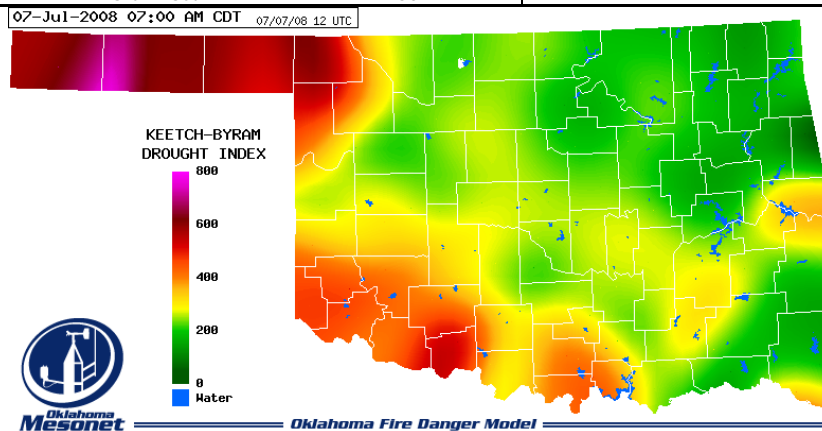 07-Jul-2008 07:00 AM CDT 07/07/08 12 UTC
KEETCH-BYRAM
DROUGHT INDEX
800
600
400
200
0
Water
Oklahoma
Mesonet
Oklahoma Fire Danger Model